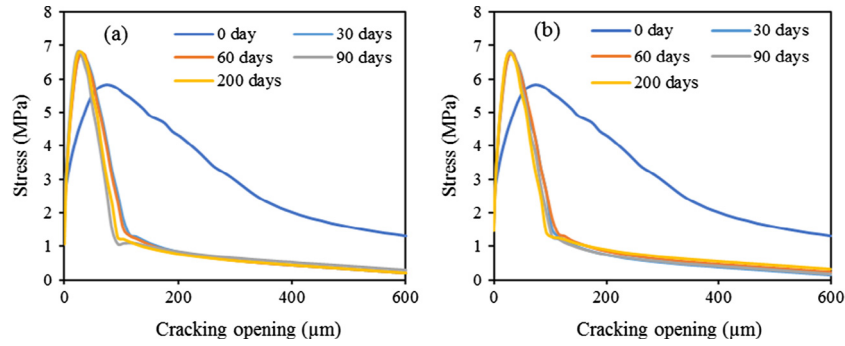 (a)
0 day
30 days
60 days
90 days
200 days
Stress (MPa)
8
7
6
5
4
3
2
1
0
0
200
400
600
Cracking opening (µm)
(b)
0 day
30 days
60 days
90 days
200 days
Stress (MPa)
8
7
6
5
4
3
2
1
0
0
200
400
600
Cracking opening (µm)